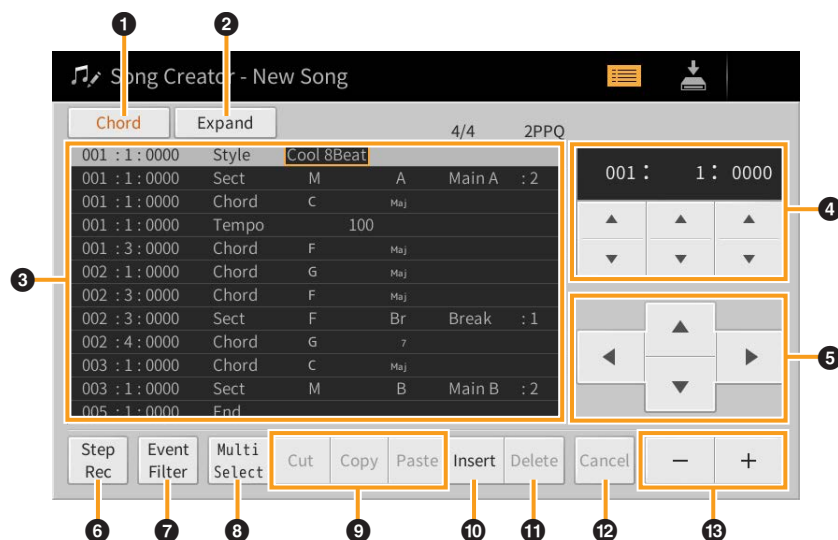 1 2
Song Creator - New Song
Chord Expand 4/4 2PPQ
001 : 1 : 0000 Style Cool 8Beat
001 : 1 : 0000 Sect M A Main A : 2
001 : 1 : 0000 Chord C Maj
001 : 1 : 0000 Tempo 100
001 : 3 : 0000 Chord F Maj
002 : 1 : 0000 Chord G Maj
002 : 3 : 0000 Chord F Maj
002 : 3 : 0000 Sect F Br Break : 1
002 : 4 : 0000 Chord G 7
003 : 1 : 0000 Chord C Maj
003 : 1 : 0000 Sect M B Main B : 2
005 : 1 : 0000 End
3
001 : 1 : 0000
4
5
Step Rec
Event Filter
Multi Select
Cut Copy Paste Insert Delete Cancel − +
6 7 8 9 10 11 12 13